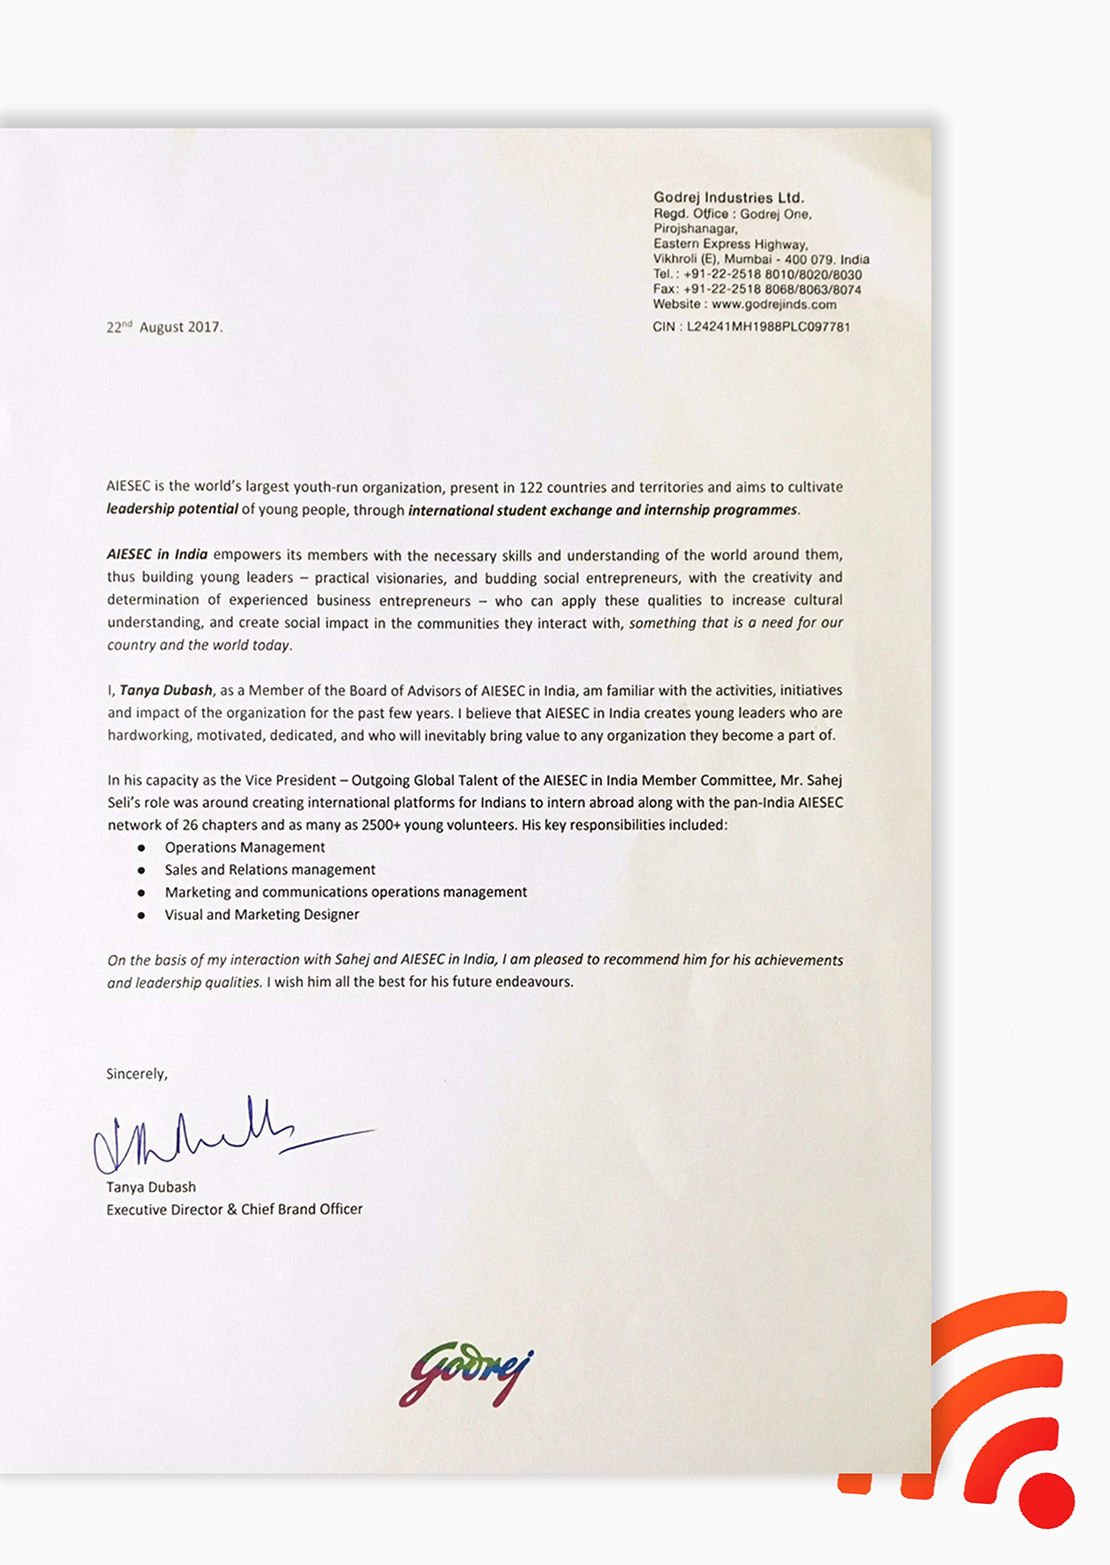 Godrej Industries Ltd.
Regd. Office : Godrej One,
Pirojshanagar,
Eastern Express Highway,
Vikhroli (E), Mumbai - 400 079. India
Tel. : +91-22-2518 8010/8020/8030
Fax: +91-22-2518 8068/8063/8074
Website : www.godrejinds.com
CIN : L24241MH1988PLC097781
22nd August 2017.
AIESEC is the world's largest youth-run organization, present in 122 countries and territories and aims to cultivate
leadership potential of young people, through international student exchange and internship programmes.
AIESEC in India empowers its members with the necessary skills and understanding of the world around them,
thus building young leaders – practical visionaries, and budding social entrepreneurs, with the creativity and
determination of experienced business entrepreneurs – who can apply these qualities to increase cultural
understanding, and create social impact in the communities they interact with, something that is a need for our
country and the world today.
I, Tanya Dubash, as a Member of the Board of Advisors of AIESEC in India, am familiar with the activities, initiatives
and impact of the organization for the past few years. I believe that AIESEC in India creates young leaders who are
hardworking, motivated, dedicated, and who will inevitably bring value to any organization they become a part of.
In his capacity as the Vice President – Outgoing Global Talent of the AIESEC in India Member Committee, Mr. Sahej
Seli's role was around creating international platforms for Indians to intern abroad along with the pan-India AIESEC
network of 26 chapters and as many as 2500+ young volunteers. His key responsibilities included:
● Operations Management
● Sales and Relations management
● Marketing and communications operations management
● Visual and Marketing Designer
On the basis of my interaction with Sahej and AIESEC in India, I am pleased to recommend him for his achievements
and leadership qualities. I wish him all the best for his future endeavours.
Sincerely,
Tanya Dubash
Executive Director & Chief Brand Officer
Godrej